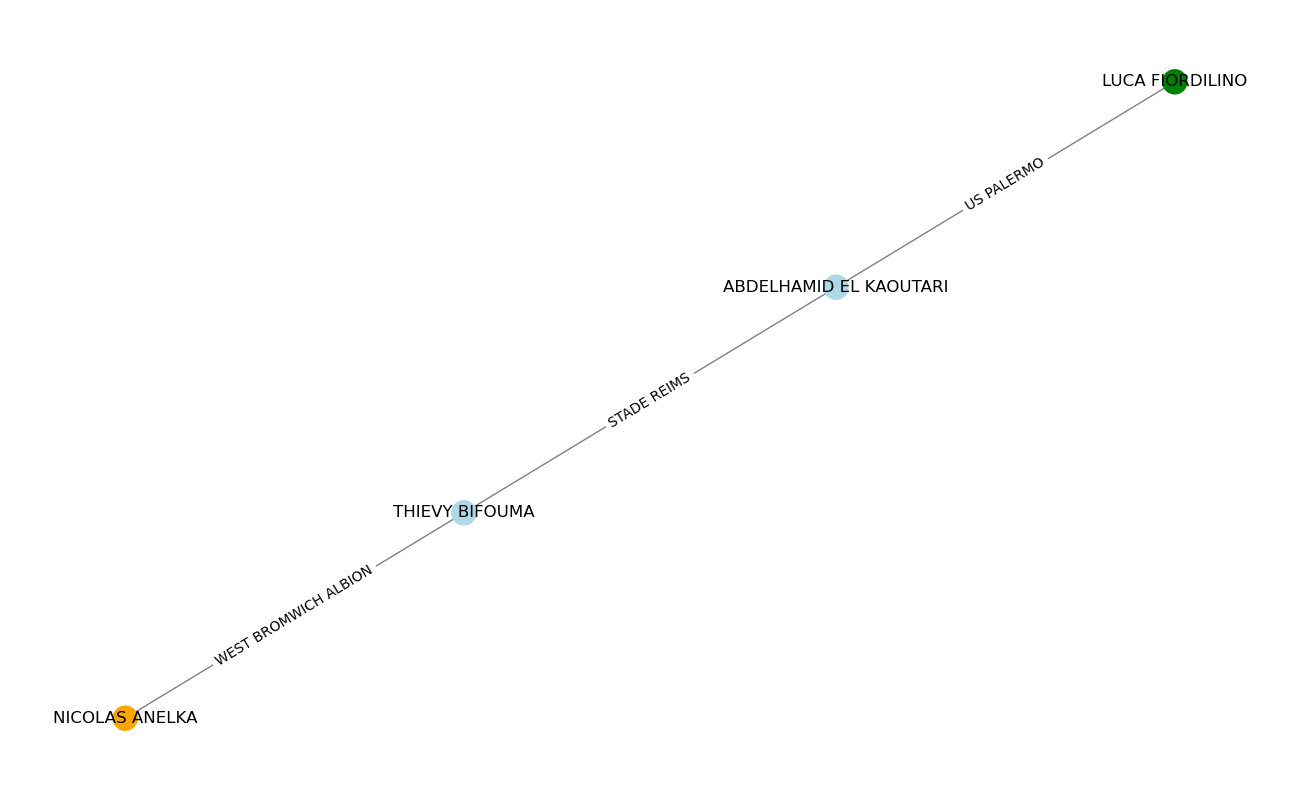 LUCA FIORDILINO
US PALERMO
ABDELHAMID EL KAOUTARI
STADE REIMS
THIEVY BIFOUMA
WEST BROMWICH ALBION
NICOLAS ANELKA